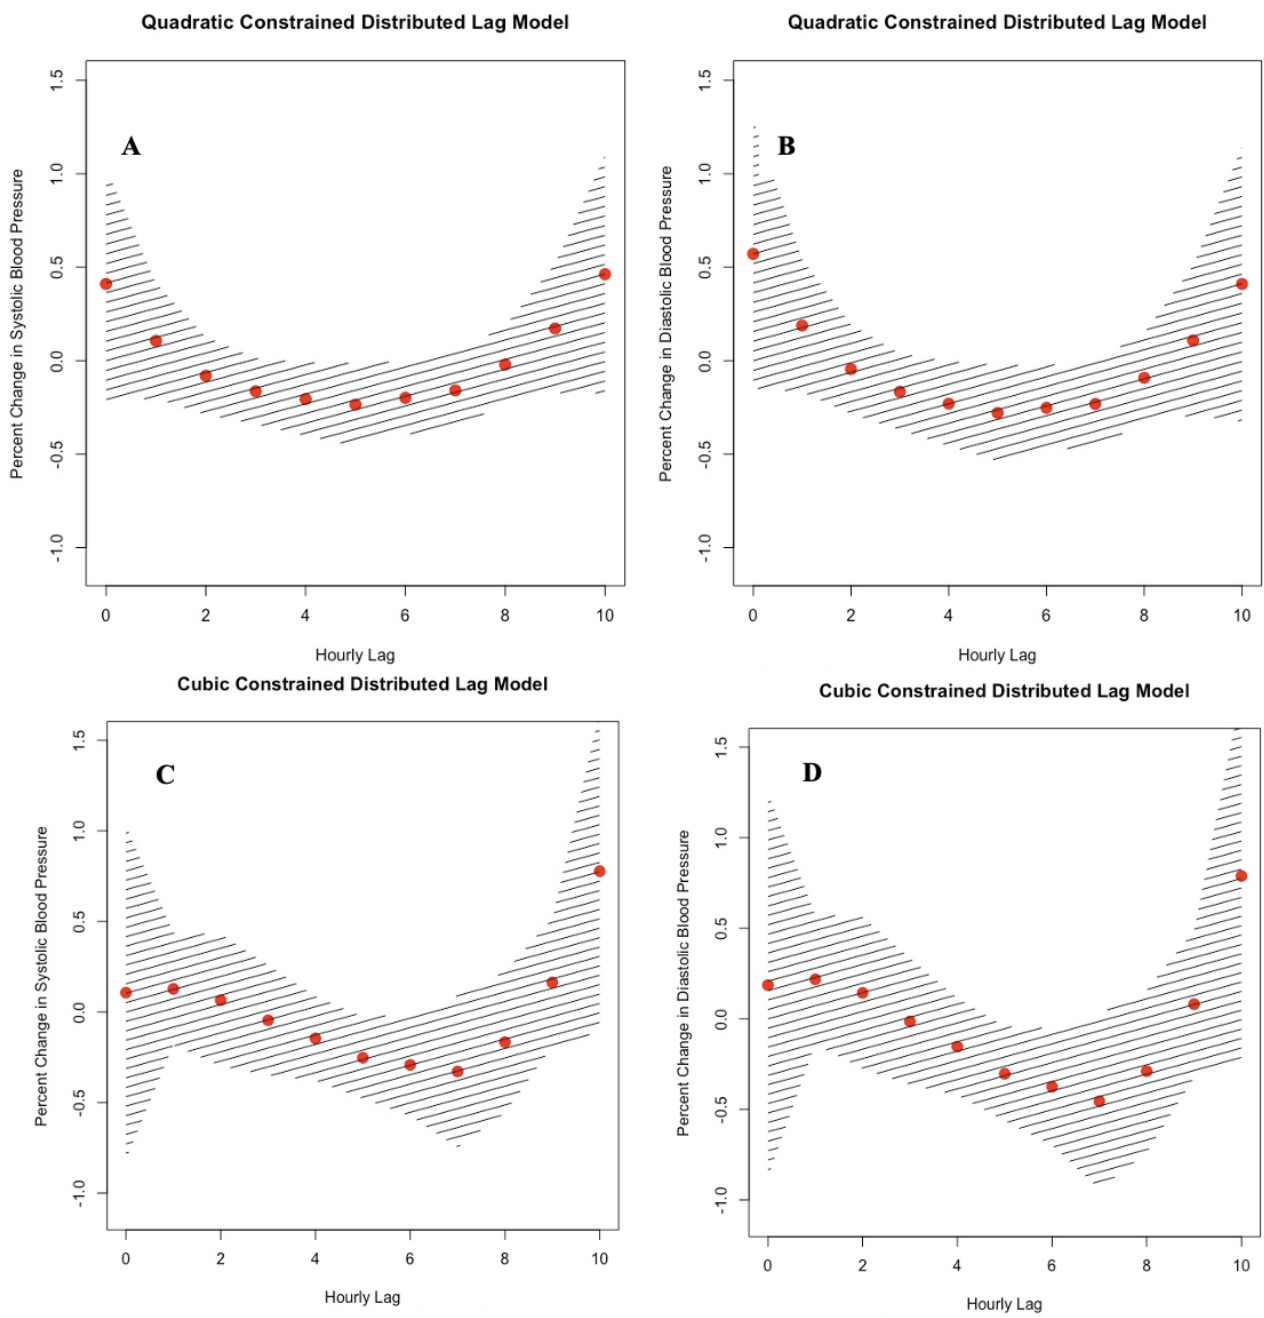 Quadratic Constrained Distributed Lag Model
A
Percent Change in Systolic Blood Pressure
1.5
1.0
0.5
0.0
-0.5
-1.0
0 2 4 6 8 10
Hourly Lag
Quadratic Constrained Distributed Lag Model
B
Percent Change in Diastolic Blood Pressure
1.5
1.0
0.5
0.0
-0.5
-1.0
0 2 4 6 8 10
Hourly Lag
Cubic Constrained Distributed Lag Model
C
Percent Change in Systolic Blood Pressure
1.5
1.0
0.5
0.0
-0.5
-1.0
0 2 4 6 8 10
Hourly Lag
Cubic Constrained Distributed Lag Model
D
Percent Change in Diastolic Blood Pressure
1.5
1.0
0.5
0.0
-0.5
-1.0
0 2 4 6 8 10
Hourly Lag